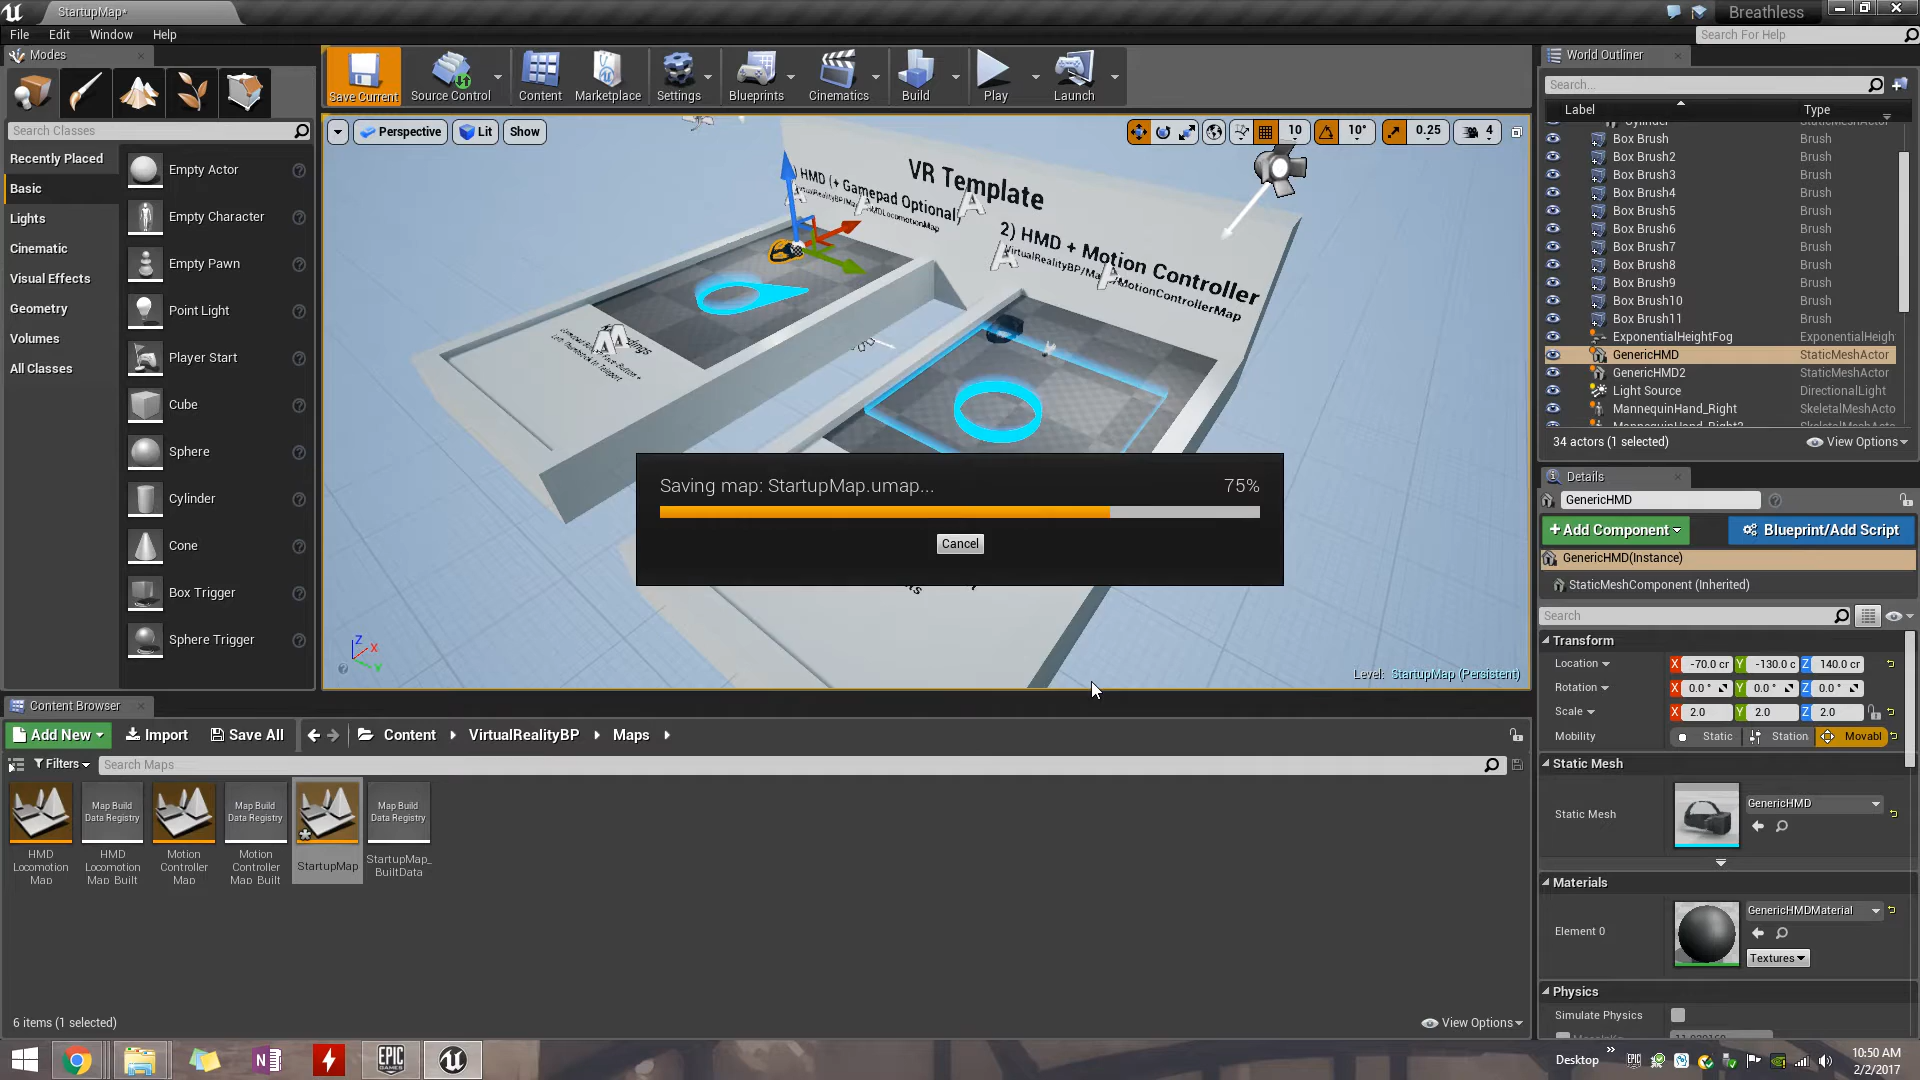 StartupMap*
Breathless
File Edit Window Help
Search For Help
Modes
Search Classes
Recently Placed
Basic
Lights
Cinematic
Visual Effects
Geometry
Volumes
All Classes
Empty Actor
Empty Character
Empty Pawn
Point Light
Player Start
Cube
Sphere
Cylinder
Cone
Box Trigger
Sphere Trigger
Save Current
Source Control
Content
Marketplace
Settings
Blueprints
Cinematics
Build
Play
Launch
Perspective
Lit
Show
10
10°
0.25
4
VR Template
HMD (+ Gamepad Optional)
2) HMD + Motion Controller
Saving map: StartupMap.umap... 75%
Cancel
Level: StartupMap (Persistent)
World Outliner
Search...
Label Type
Box Brush Brush
Box Brush2 Brush
Box Brush3 Brush
Box Brush4 Brush
Box Brush5 Brush
Box Brush6 Brush
Box Brush7 Brush
Box Brush8 Brush
Box Brush9 Brush
Box Brush10 Brush
Box Brush11 Brush
ExponentialHeightFog ExponentialHeigh
GenericHMD StaticMeshActor
GenericHMD2 StaticMeshActor
Light Source DirectionalLight
MannequinHand_Right SkeletalMeshActo
34 actors (1 selected)
View Options
Details
GenericHMD
+Add Component
Blueprint/Add Script
GenericHMD(Instance)
StaticMeshComponent (Inherited)
Search
Transform
Location X -70.0 cr Y -130.0 c Z 140.0 cr
Rotation X 0.0 ° Y 0.0 ° Z 0.0 °
Scale X 2.0 Y 2.0 Z 2.0
Mobility Static Station Movabl
Static Mesh
Static Mesh
GenericHMD
Materials
Element 0
GenericHMDMaterial
Textures
Physics
Simulate Physics
Content Browser
Add New
Import
Save All
Content VirtualRealityBP Maps
Filters
Search Maps
HMD
Locomotion
Map
Map Build
Data Registry
HMD
Locomotion
Map Built
Motion
Controller
Map
Map Build
Data Registry
Motion
Controller
Map Built
StartupMap
Map Build
Data Registry
StartupMap_
BuiltData
6 items (1 selected)
View Options
EPIC
GAMES
Desktop
10:50 AM
2/2/2017